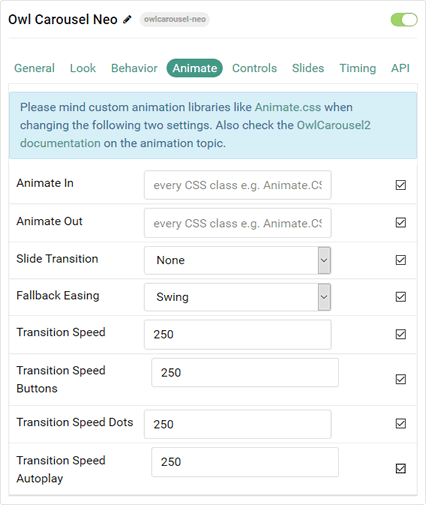 Owl Carousel Neo owlcarousel-neo
General Look Behavior Animate Controls Slides Timing API
Please mind custom animation libraries like Animate.css when
changing the following two settings. Also check the OwlCarousel2
documentation on the animation topic.
Animate In every CSS class e.g. Animate.CS
Animate Out every CSS class e.g. Animate.CS
Slide Transition None
Fallback Easing Swing
Transition Speed 250
Transition Speed
Buttons
250
Transition Speed Dots 250
Transition Speed
Autoplay
250